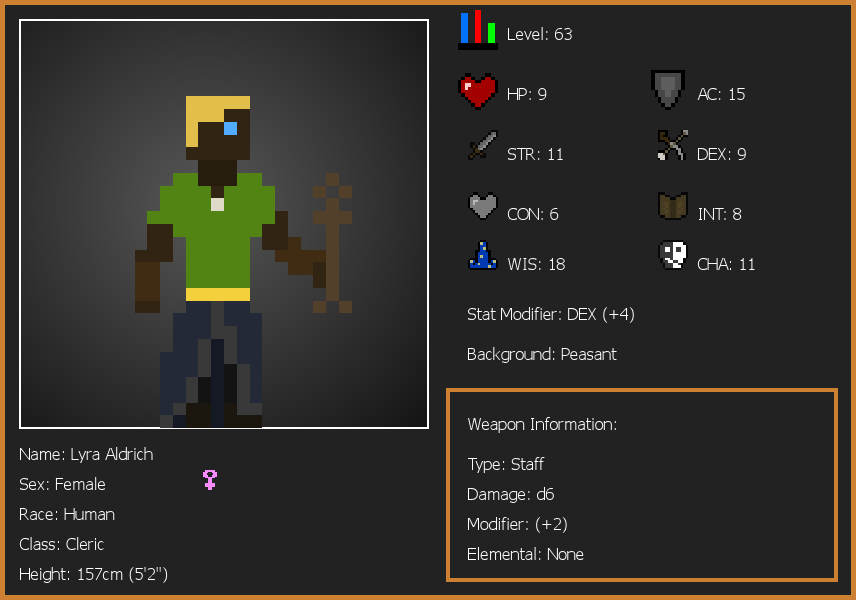 Level: 63
HP: 9
AC: 15
STR: 11
DEX: 9
CON: 6
INT: 8
WIS: 18
CHA: 11
Stat Modifier: DEX (+4)
Background: Peasant
Weapon Information:
Type: Staff
Damage: d6
Modifier: (+2)
Elemental: None
Name: Lyra Aldrich
Sex: Female
Race: Human
Class: Cleric
Height: 157cm (5'2")